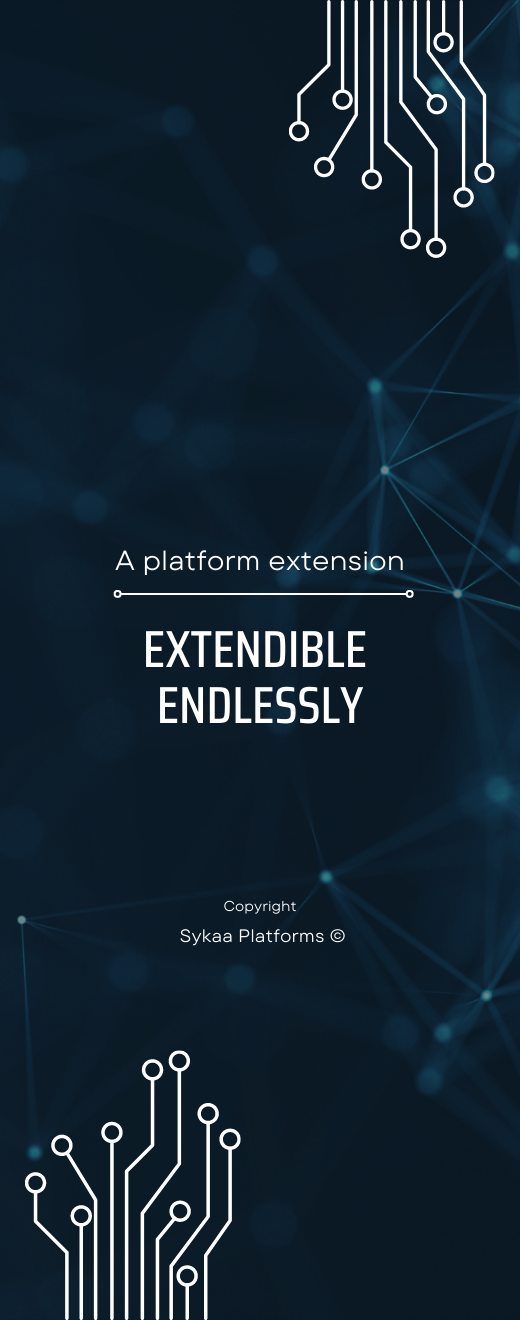 A platform extension
EXTENDIBLE
ENDLESSLY
Copyright
Sykaa Platforms ©